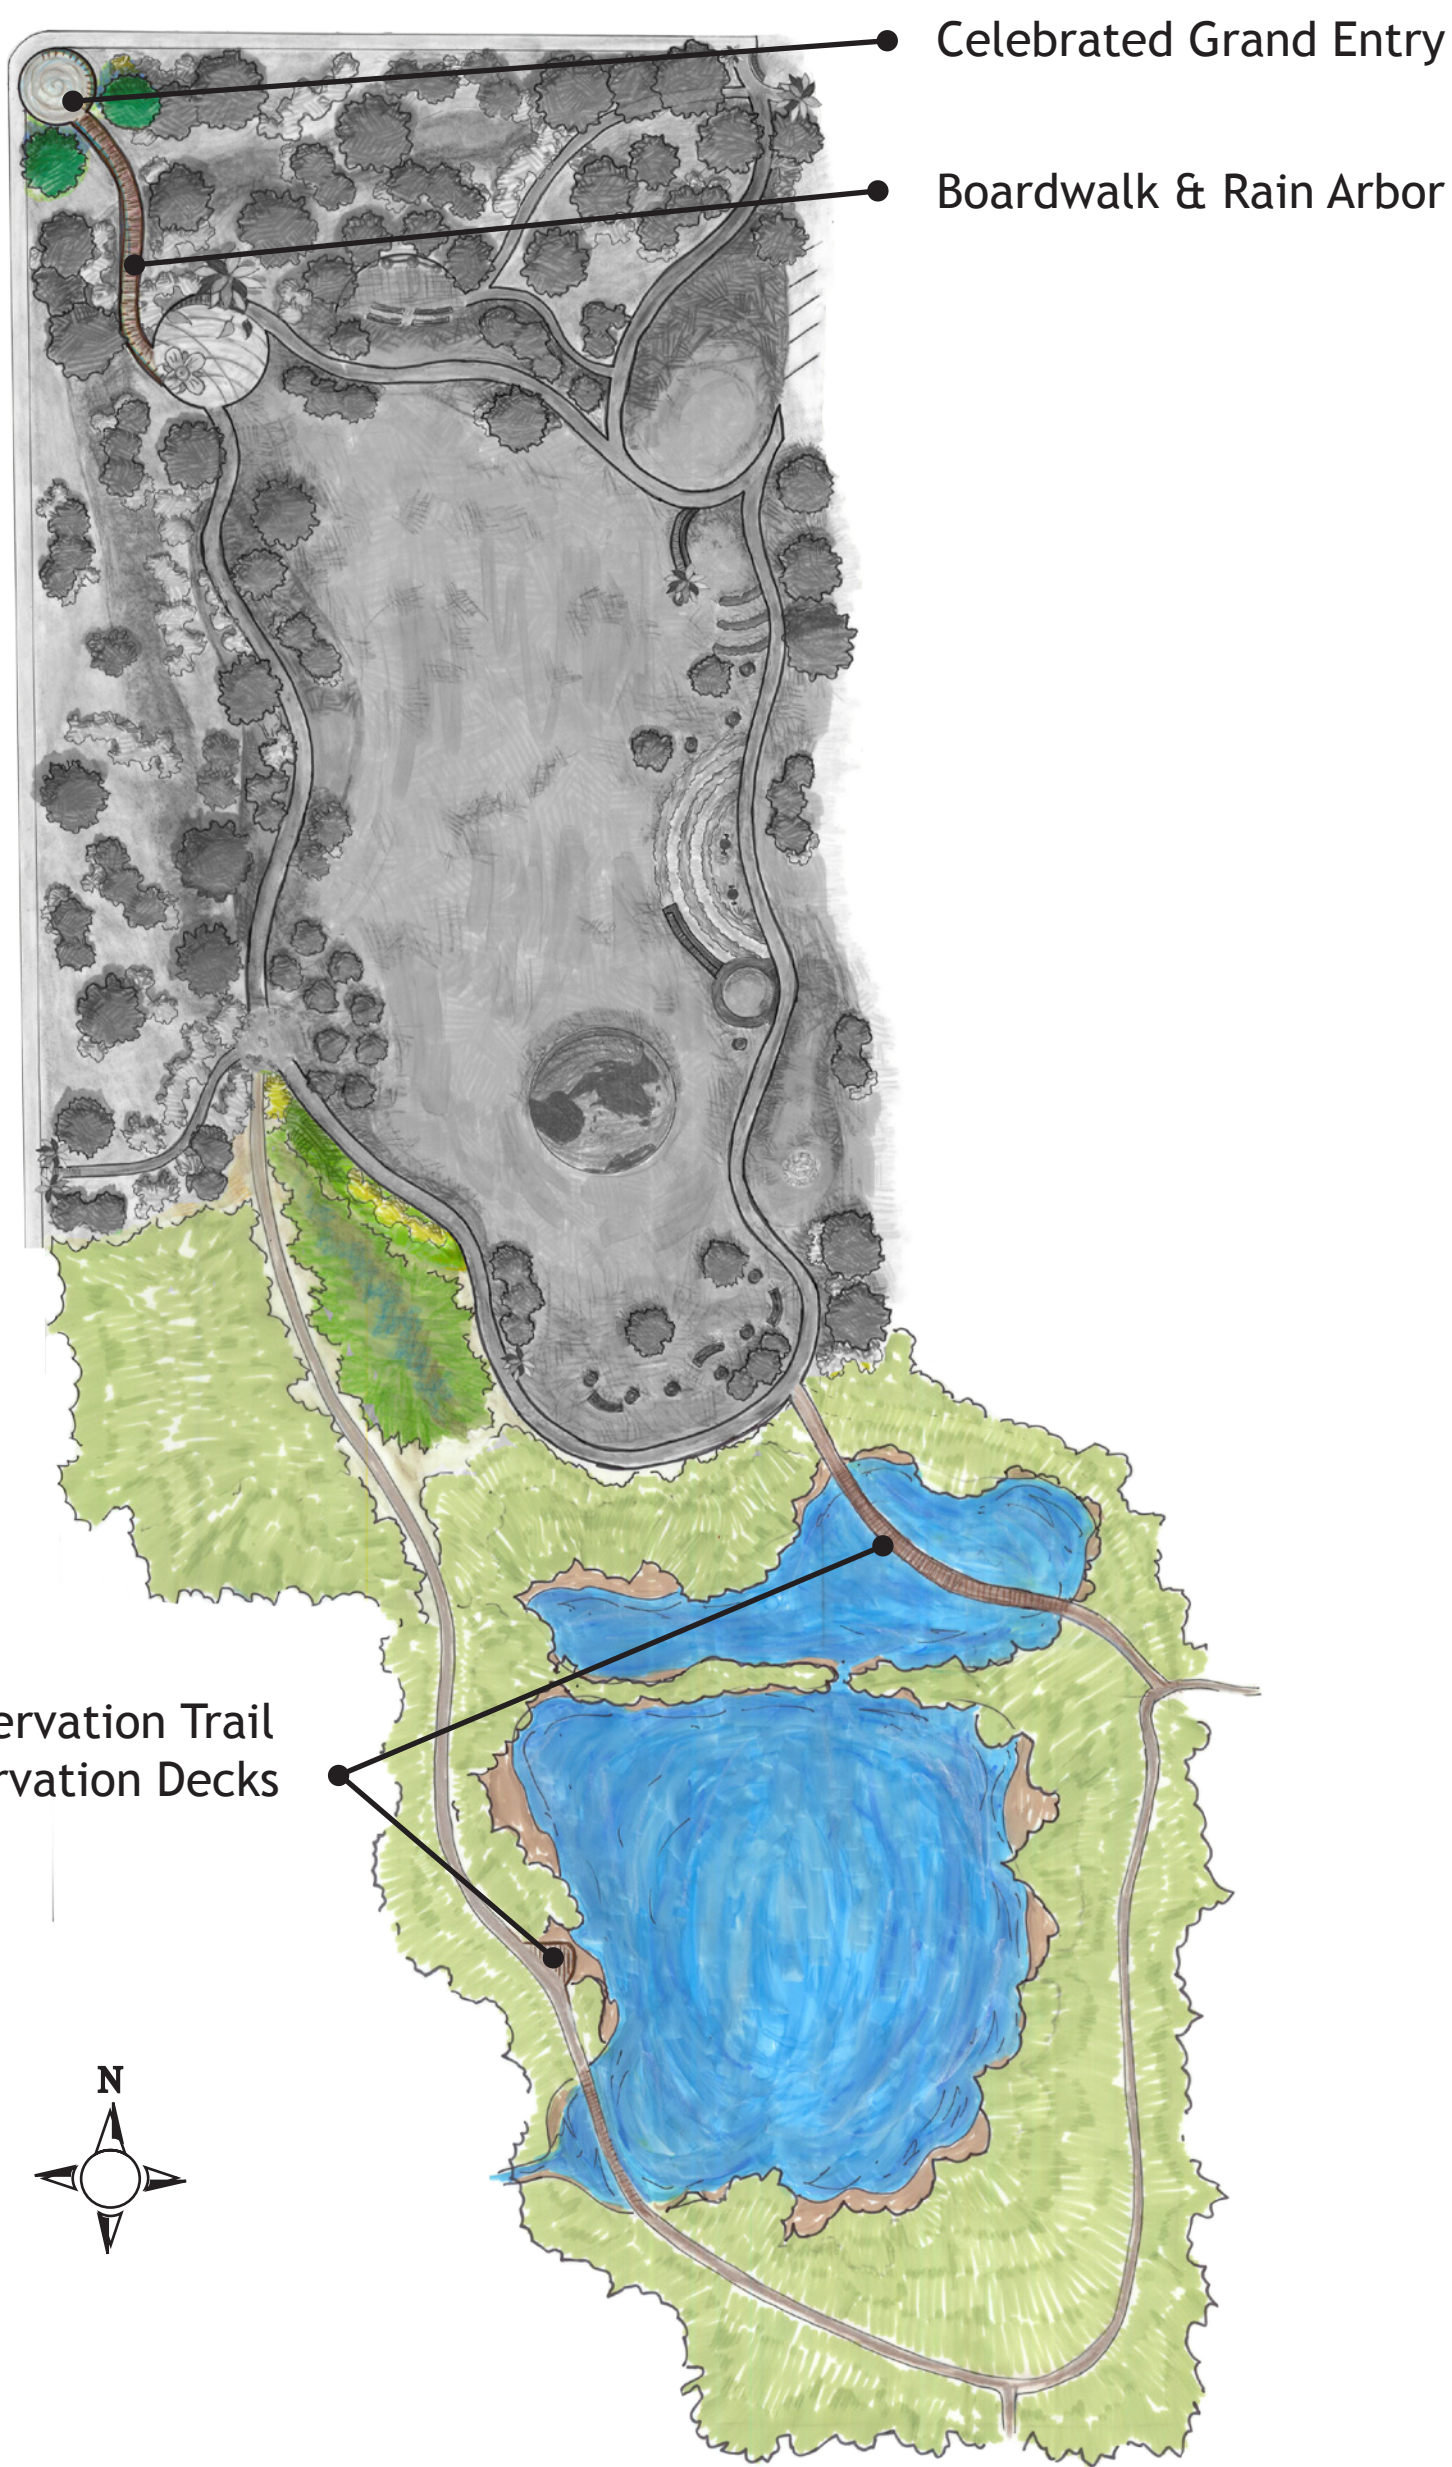 Celebrated Grand Entry
Boardwalk & Rain Arbor
ervation Trail
rvation Decks
N